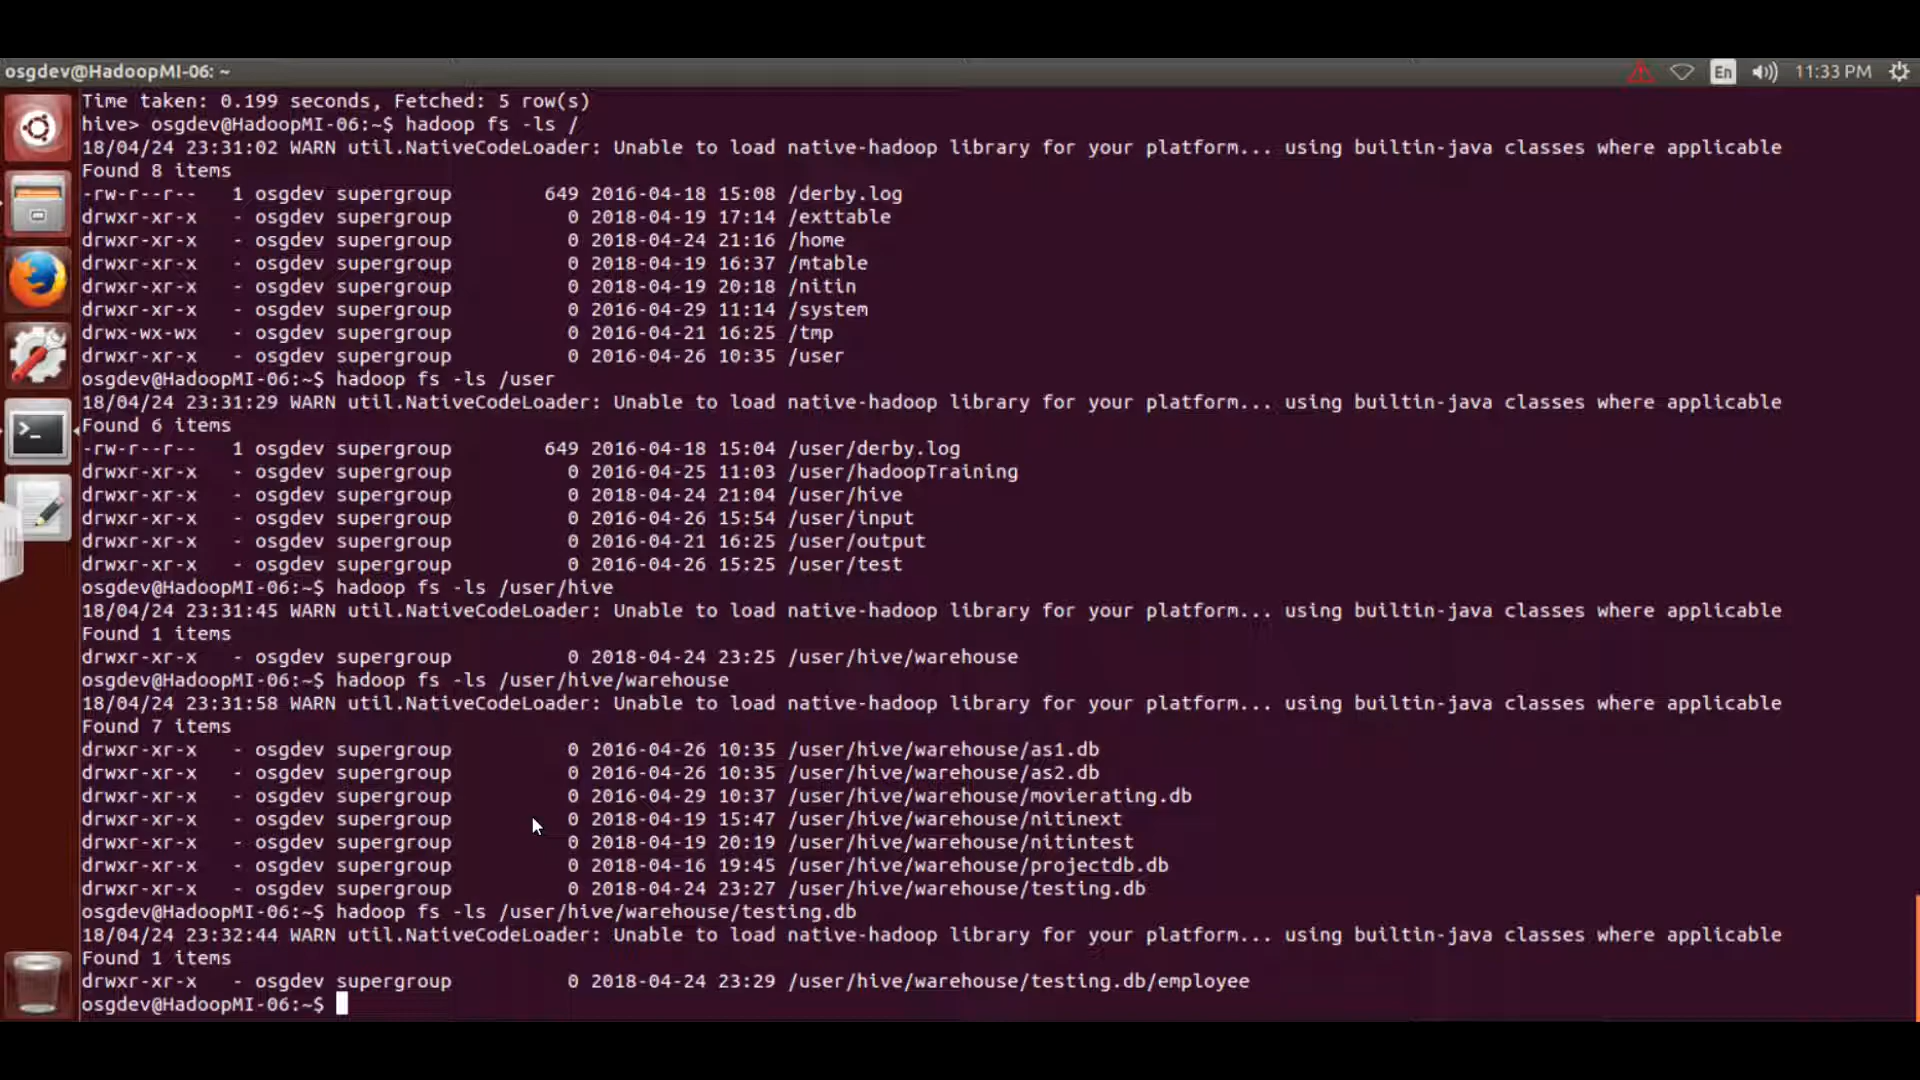 osgdev@HadoopMI-06: ~
En
11:33 PM
Time taken: 0.199 seconds, Fetched: 5 row(s)
hive> osgdev@HadoopMI-06:~$ hadoop fs -ls /
18/04/24 23:31:02 WARN util.NativeCodeLoader: Unable to load native-hadoop library for your platform... using builtin-java classes where applicable
Found 8 items
-rw-r--r--   1 osgdev supergroup        649 2016-04-18 15:08 /derby.log
drwxr-xr-x   - osgdev supergroup          0 2018-04-19 17:14 /exttable
drwxr-xr-x   - osgdev supergroup          0 2018-04-24 21:16 /home
drwxr-xr-x   - osgdev supergroup          0 2018-04-19 16:37 /mtable
drwxr-xr-x   - osgdev supergroup          0 2018-04-19 20:18 /nitin
drwxr-xr-x   - osgdev supergroup          0 2016-04-29 11:14 /system
drwx-wx-wx   - osgdev supergroup          0 2016-04-21 16:25 /tmp
drwxr-xr-x   - osgdev supergroup          0 2016-04-26 10:35 /user
osgdev@HadoopMI-06:~$ hadoop fs -ls /user
18/04/24 23:31:29 WARN util.NativeCodeLoader: Unable to load native-hadoop library for your platform... using builtin-java classes where applicable
Found 6 items
-rw-r--r--   1 osgdev supergroup        649 2016-04-18 15:04 /user/derby.log
drwxr-xr-x   - osgdev supergroup          0 2016-04-25 11:03 /user/hadoopTraining
drwxr-xr-x   - osgdev supergroup          0 2018-04-24 21:04 /user/hive
drwxr-xr-x   - osgdev supergroup          0 2016-04-26 15:54 /user/input
drwxr-xr-x   - osgdev supergroup          0 2016-04-21 16:25 /user/output
drwxr-xr-x   - osgdev supergroup          0 2016-04-26 15:25 /user/test
osgdev@HadoopMI-06:~$ hadoop fs -ls /user/hive
18/04/24 23:31:45 WARN util.NativeCodeLoader: Unable to load native-hadoop library for your platform... using builtin-java classes where applicable
Found 1 items
drwxr-xr-x   - osgdev supergroup          0 2018-04-24 23:25 /user/hive/warehouse
osgdev@HadoopMI-06:~$ hadoop fs -ls /user/hive/warehouse
18/04/24 23:31:58 WARN util.NativeCodeLoader: Unable to load native-hadoop library for your platform... using builtin-java classes where applicable
Found 7 items
drwxr-xr-x   - osgdev supergroup          0 2016-04-26 10:35 /user/hive/warehouse/as1.db
drwxr-xr-x   - osgdev supergroup          0 2016-04-26 10:35 /user/hive/warehouse/as2.db
drwxr-xr-x   - osgdev supergroup          0 2016-04-29 10:37 /user/hive/warehouse/movierating.db
drwxr-xr-x   - osgdev supergroup          0 2018-04-19 15:47 /user/hive/warehouse/nitinext
drwxr-xr-x   - osgdev supergroup          0 2018-04-19 20:19 /user/hive/warehouse/nitintest
drwxr-xr-x   - osgdev supergroup          0 2018-04-16 19:45 /user/hive/warehouse/projectdb.db
drwxr-xr-x   - osgdev supergroup          0 2018-04-24 23:27 /user/hive/warehouse/testing.db
osgdev@HadoopMI-06:~$ hadoop fs -ls /user/hive/warehouse/testing.db
18/04/24 23:32:44 WARN util.NativeCodeLoader: Unable to load native-hadoop library for your platform... using builtin-java classes where applicable
Found 1 items
drwxr-xr-x   - osgdev supergroup          0 2018-04-24 23:29 /user/hive/warehouse/testing.db/employee
osgdev@HadoopMI-06:~$